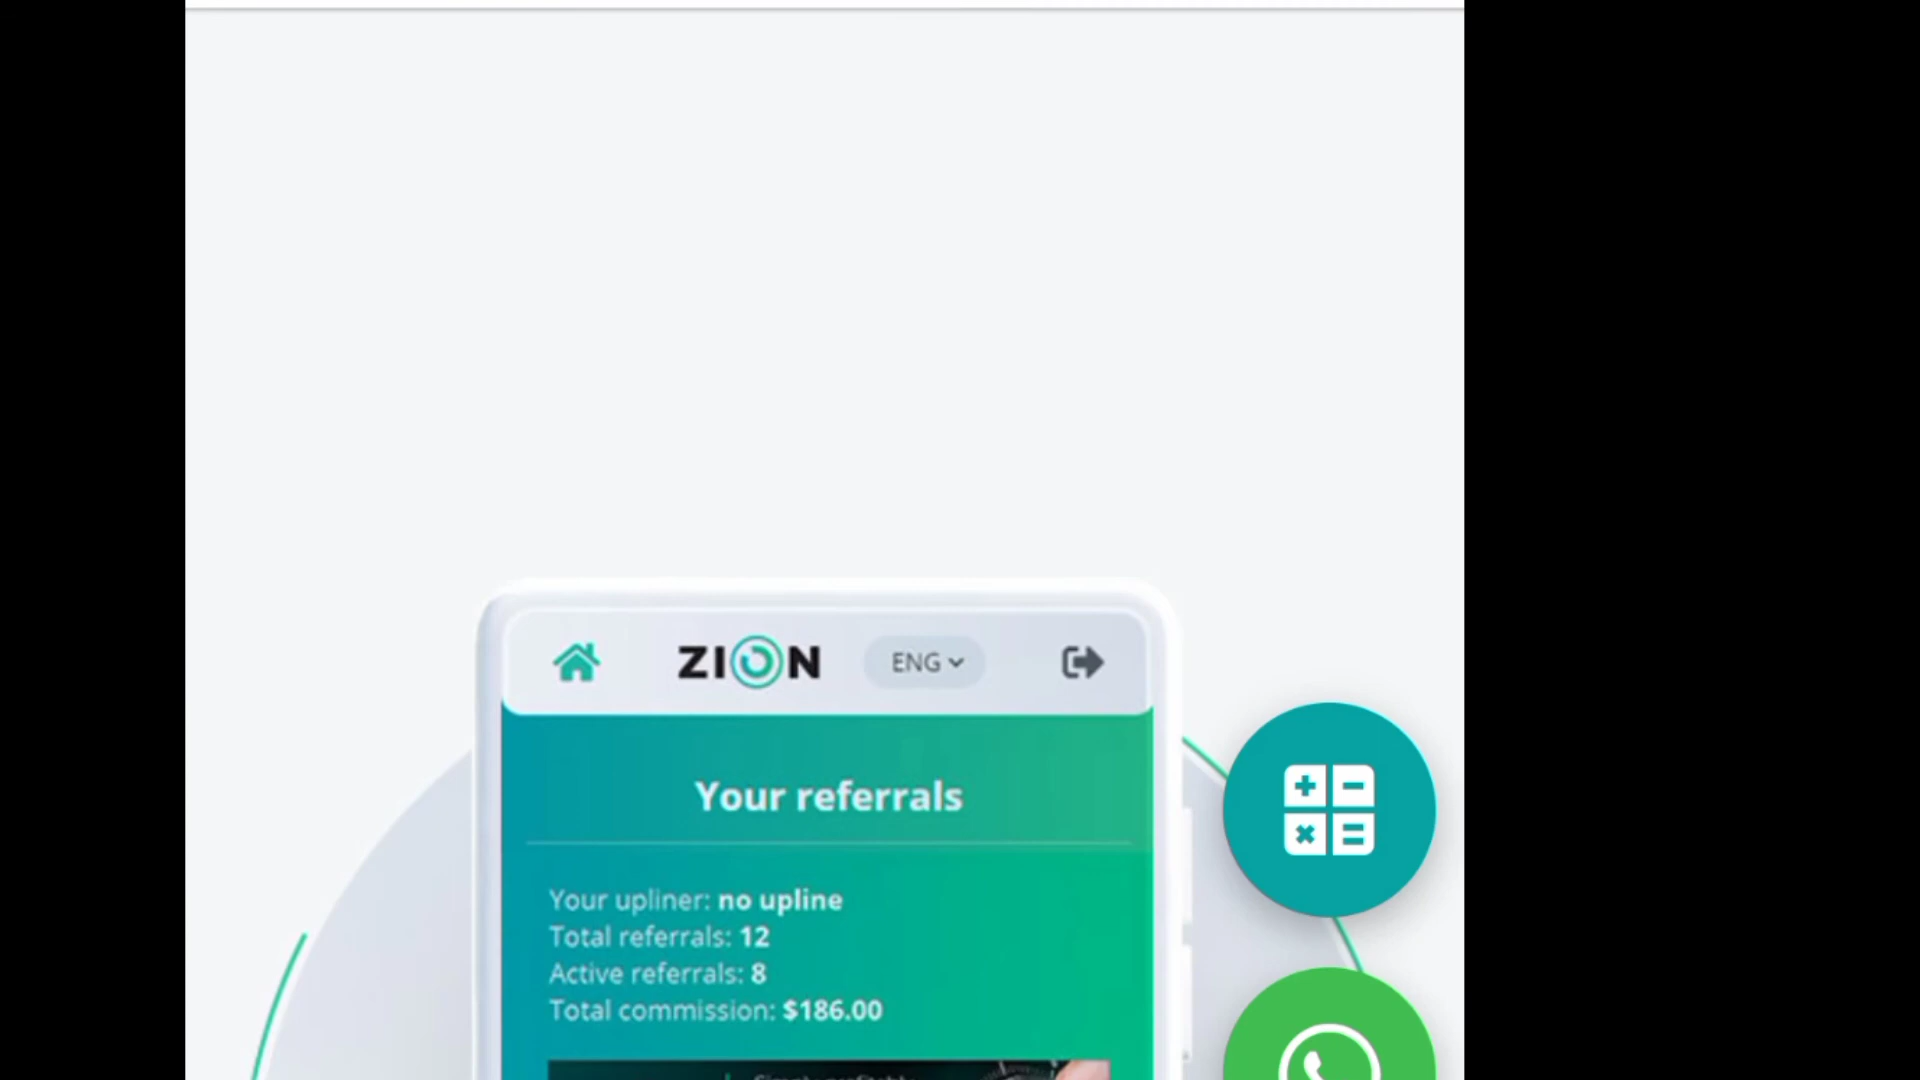 ZION ENG
Your referrals
Your upliner: no upline
Total referrals: 12
Active referrals: 8
Total commission: $186.00